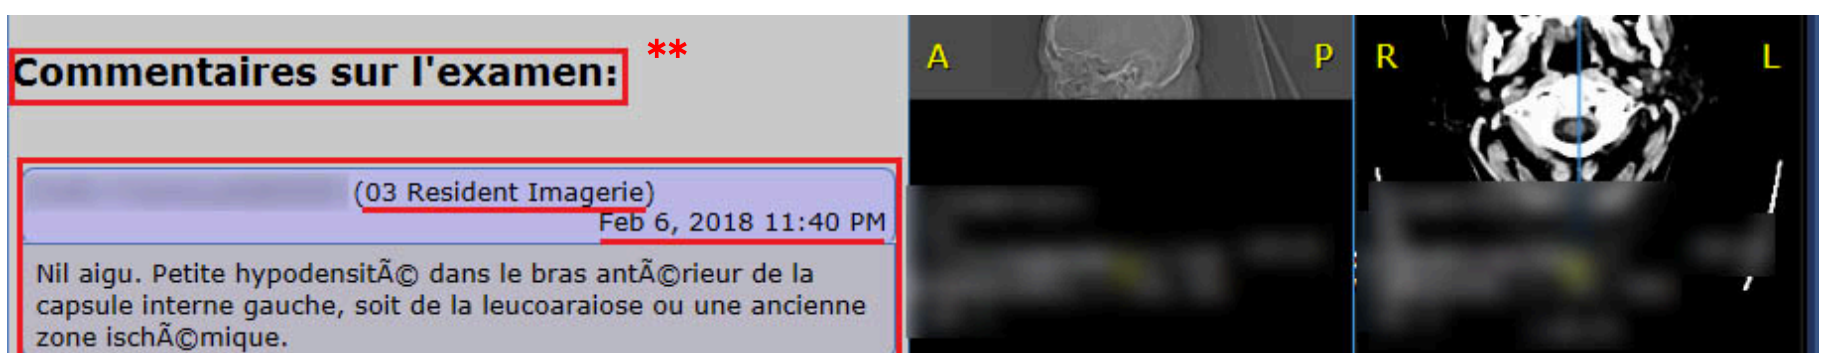 Commentaires sur l'examen: **
(03 Resident Imagerie)
Feb 6, 2018 11:40 PM
Nil aigu. Petite hypodensitÃ© dans le bras antÃ©rieur de la
capsule interne gauche, soit de la leucoaraiose ou une ancienne
zone ischÃ©mique.
A P
R L